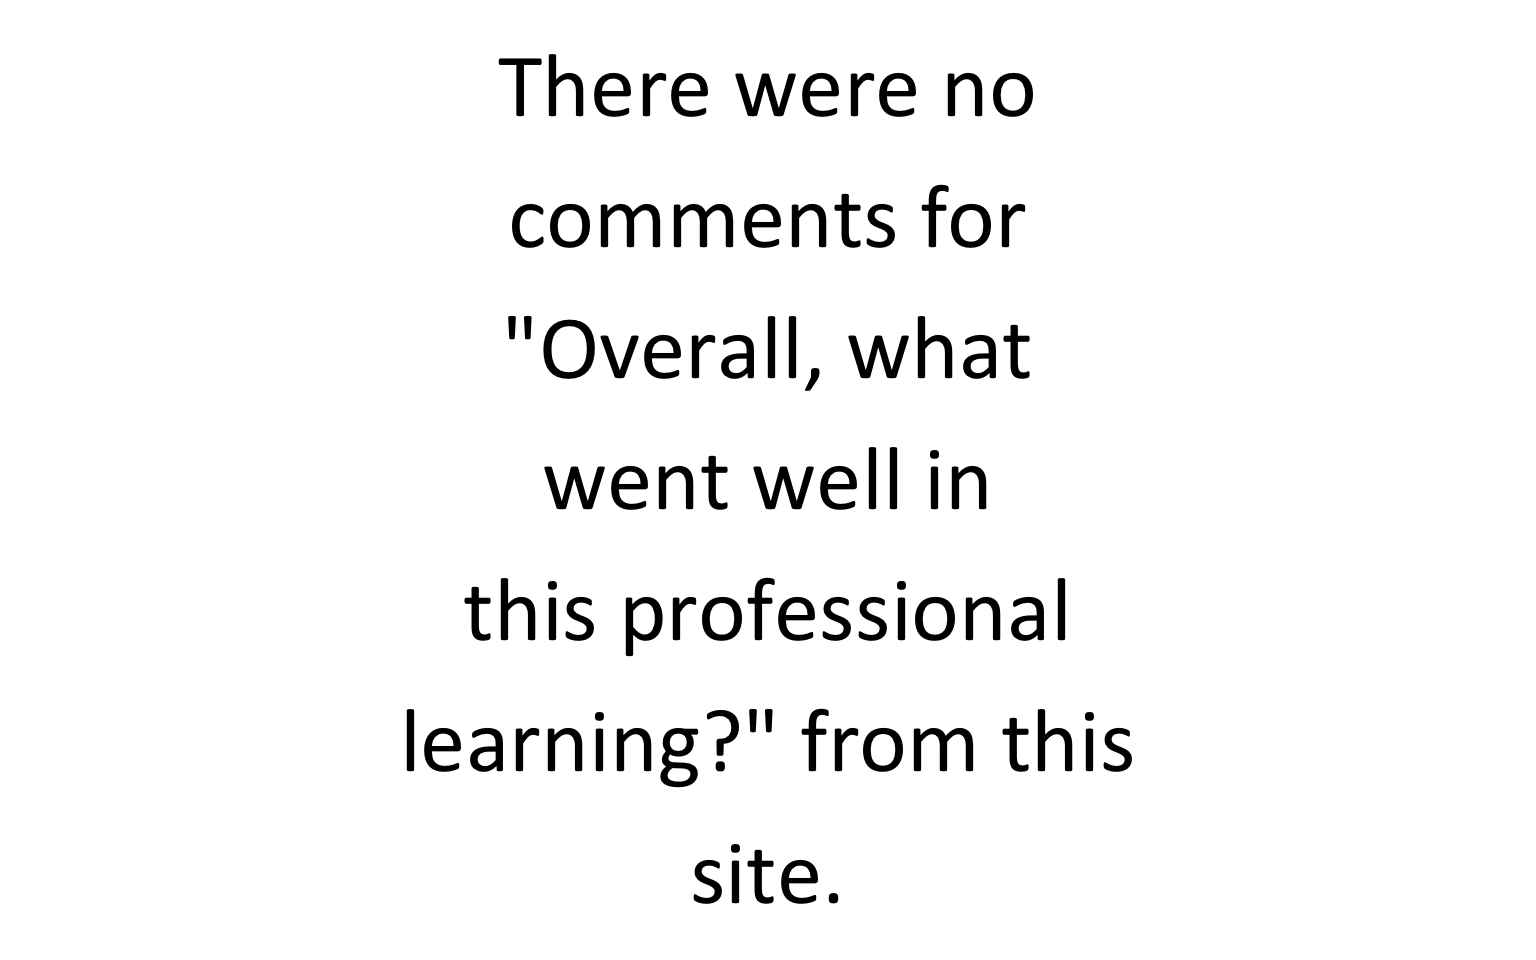 There were no
comments for
"Overall, what
went well in
this professional
learning?" from this
site.